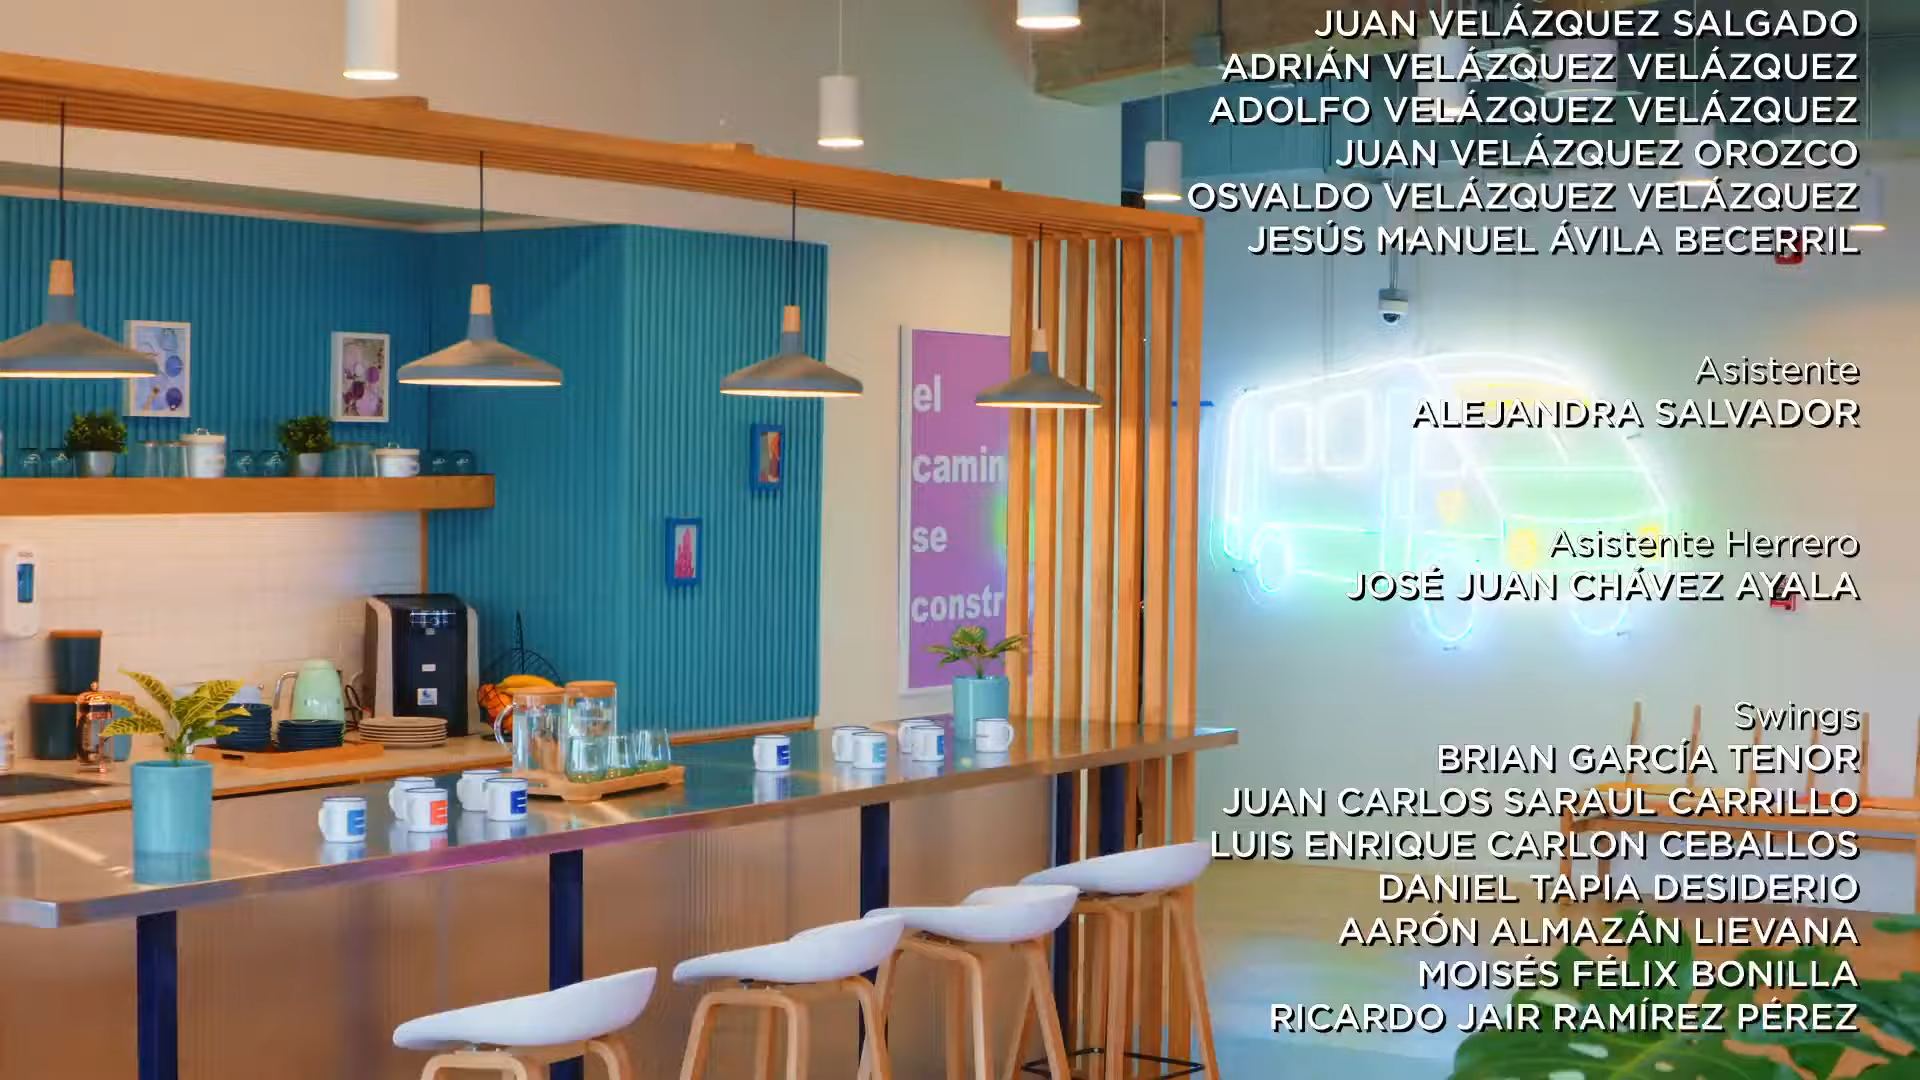 JUAN VELÁZQUEZ SALGADO
ADRIÁN VELÁZQUEZ VELÁZQUEZ
ADOLFO VELÁZQUEZ VELÁZQUEZ
JUAN VELÁZQUEZ OROZCO
OSVALDO VELÁZQUEZ VELÁZQUEZ
JESÚS MANUEL ÁVILA BECERRIL
Asistente
ALEJANDRA SALVADOR
Asistente Herrero
JOSÉ JUAN CHÁVEZ AYALA
Swings
BRIAN GARCÍA TENOR
JUAN CARLOS SARAUL CARRILLO
LUIS ENRIQUE CARLON CEBALLOS
DANIEL TAPIA DESIDERIO
AARÓN ALMAZÁN LIEVANA
MOISÉS FÉLIX BONILLA
RICARDO JAIR RAMÍREZ PÉREZ
el
camin
se
constr
E
E
E
E
E
E